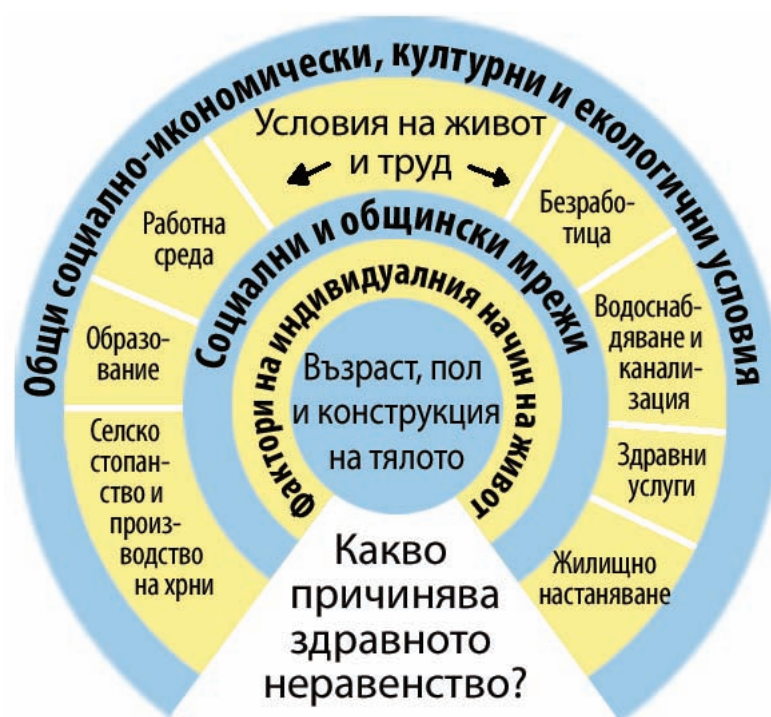 Общи социално-икономически, културни и екологични условия
Условия на живот
и труд
Работна
среда
Образо-
вание
Селско
стопан-
ство и
произ-
водство
на хрни
Безрабо-
тица
Водоснаб-
дяване и
канали-
зация
Здравни
услуги
Жилищно
настаняване
Социални и общински мрежи
Фактори на индивидуалния начин на живот
Възраст, пол
и конструкция
на тялото
Какво
причинява
здравното
неравенство?